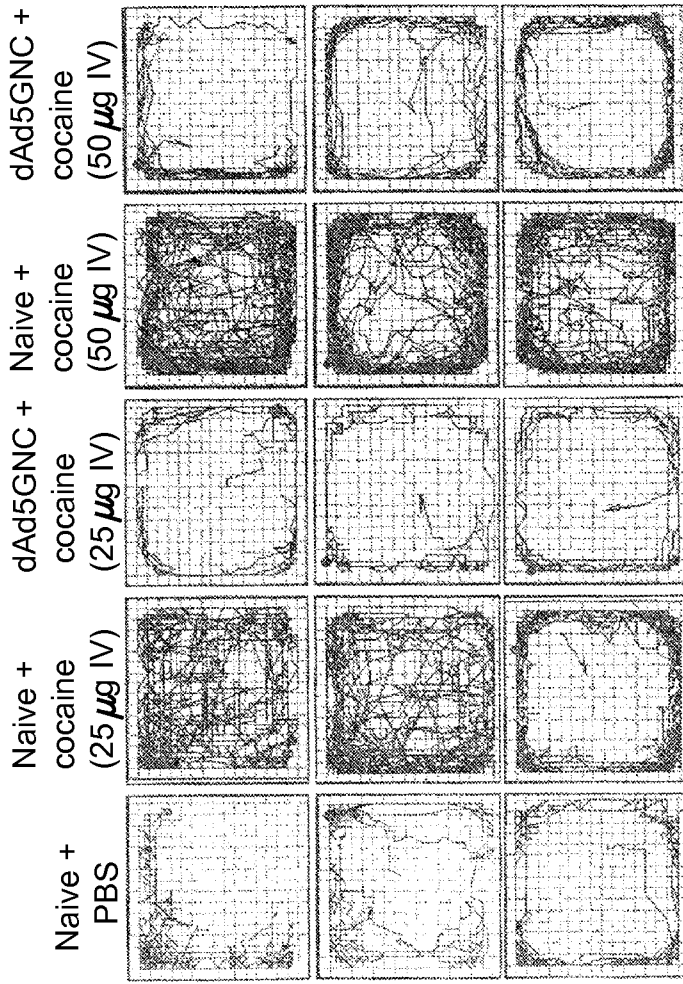 Naive +
PBS
Naive +
cocaine
(25 μg IV)
dAd5GNC +
cocaine
(25 μg IV)
Naive +
cocaine
(50 μg IV)
dAd5GNC +
cocaine
(50 μg IV)